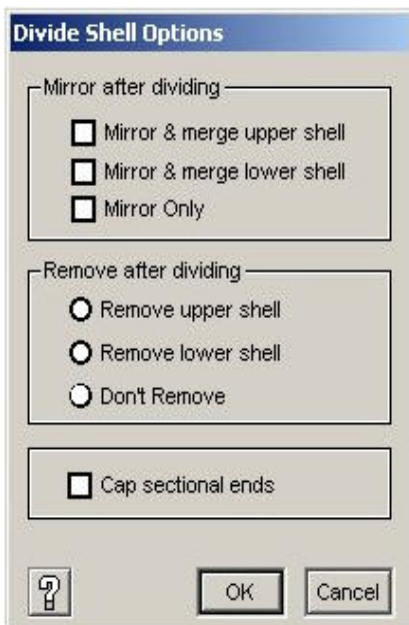 Divide Shell Options
Mirror after dividing
Mirror & merge upper shell
Mirror & merge lower shell
Mirror Only
Remove after dividing
Remove upper shell
Remove lower shell
Don't Remove
Cap sectional ends
? OK Cancel